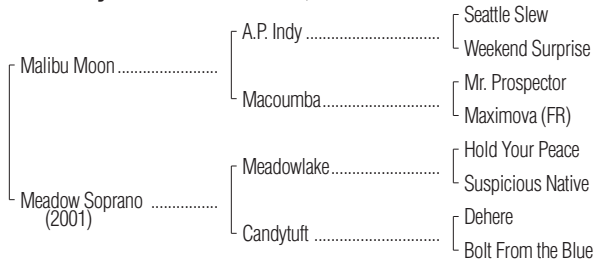 Seattle Slew
A.P. Indy
Weekend Surprise
Malibu Moon
Mr. Prospector
Macoumba
Maximova (FR)
Hold Your Peace
Meadowlake
Suspicious Native
Meadow Soprano
(2001)
Dehere
Candytuft
Bolt From the Blue